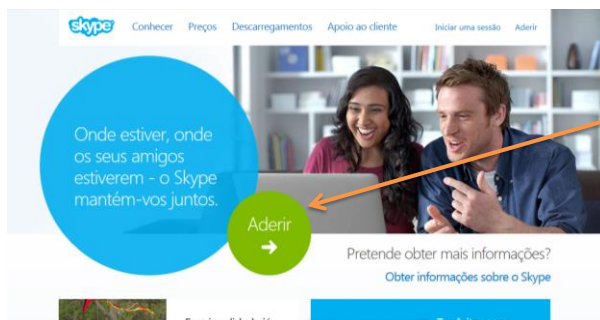 skype Conhecer Preços Descarregamentos Apoio ao cliente Iniciar uma sessão Aderir
Onde estiver, onde
os seus amigos
estiverem - o Skype
mantém-vos juntos.
Aderir
Pretende obter mais informações?
Obter informações sobre o Skype